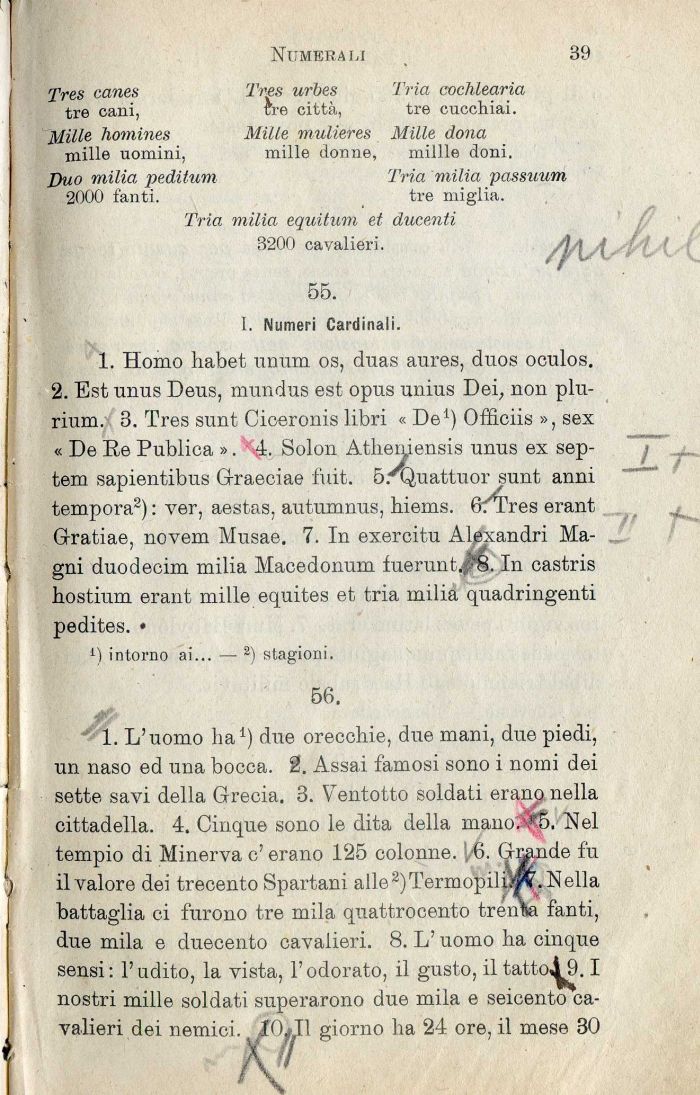 NUMERALI 39
Tres canes Tres urbes Tria cochlearia
tre cani, tre città, tre cucchiai.
Mille homines Mille mulieres Mille dona
mille uomini, mille donne, millle doni.
Duo milia peditum Tria milia passuum
2000 fanti. tre miglia.
Tria milia equitum et ducenti
3200 cavalieri.
nihil
55.
I. Numeri Cardinali.
1. Homo habet unum os, duas aures, duos oculos.
2. Est unus Deus, mundus est opus unius Dei, non plu-
rium. 3. Tres sunt Ciceronis libri « De ¹) Officiis », sex
« De Re Publica ». 4. Solon Atheniensis unus ex sep-
tem sapientibus Graeciae fuit. 5. Quattuor sunt anni
I +
tempora ²): ver, aestas, autumnus, hiems. 6. Tres erant
Gratiae, novem Musae. 7. In exercitu Alexandri Ma-
II +
gni duodecim milia Macedonum fuerunt. 8. In castris
hostium erant mille equites et tria milia quadringenti
pedites.
¹) intorno ai... — ²) stagioni.
56.
1. L'uomo ha ¹) due orecchie, due mani, due piedi,
un naso ed una bocca. 2. Assai famosi sono i nomi dei
sette savi della Grecia. 3. Ventotto soldati erano nella
cittadella. 4. Cinque sono le dita della mano. 5. Nel
tempio di Minerva c'erano 125 colonne. 6. Grande fu
il valore dei trecento Spartani alle ²) Termopili. 7. Nella
battaglia ci furono tre mila quattrocento trenta fanti,
due mila e duecento cavalieri. 8. L'uomo ha cinque
sensi: l'udito, la vista, l'odorato, il gusto, il tatto. 9. I
nostri mille soldati superarono due mila e seicento ca-
valieri dei nemici. 10. Il giorno ha 24 ore, il mese 30